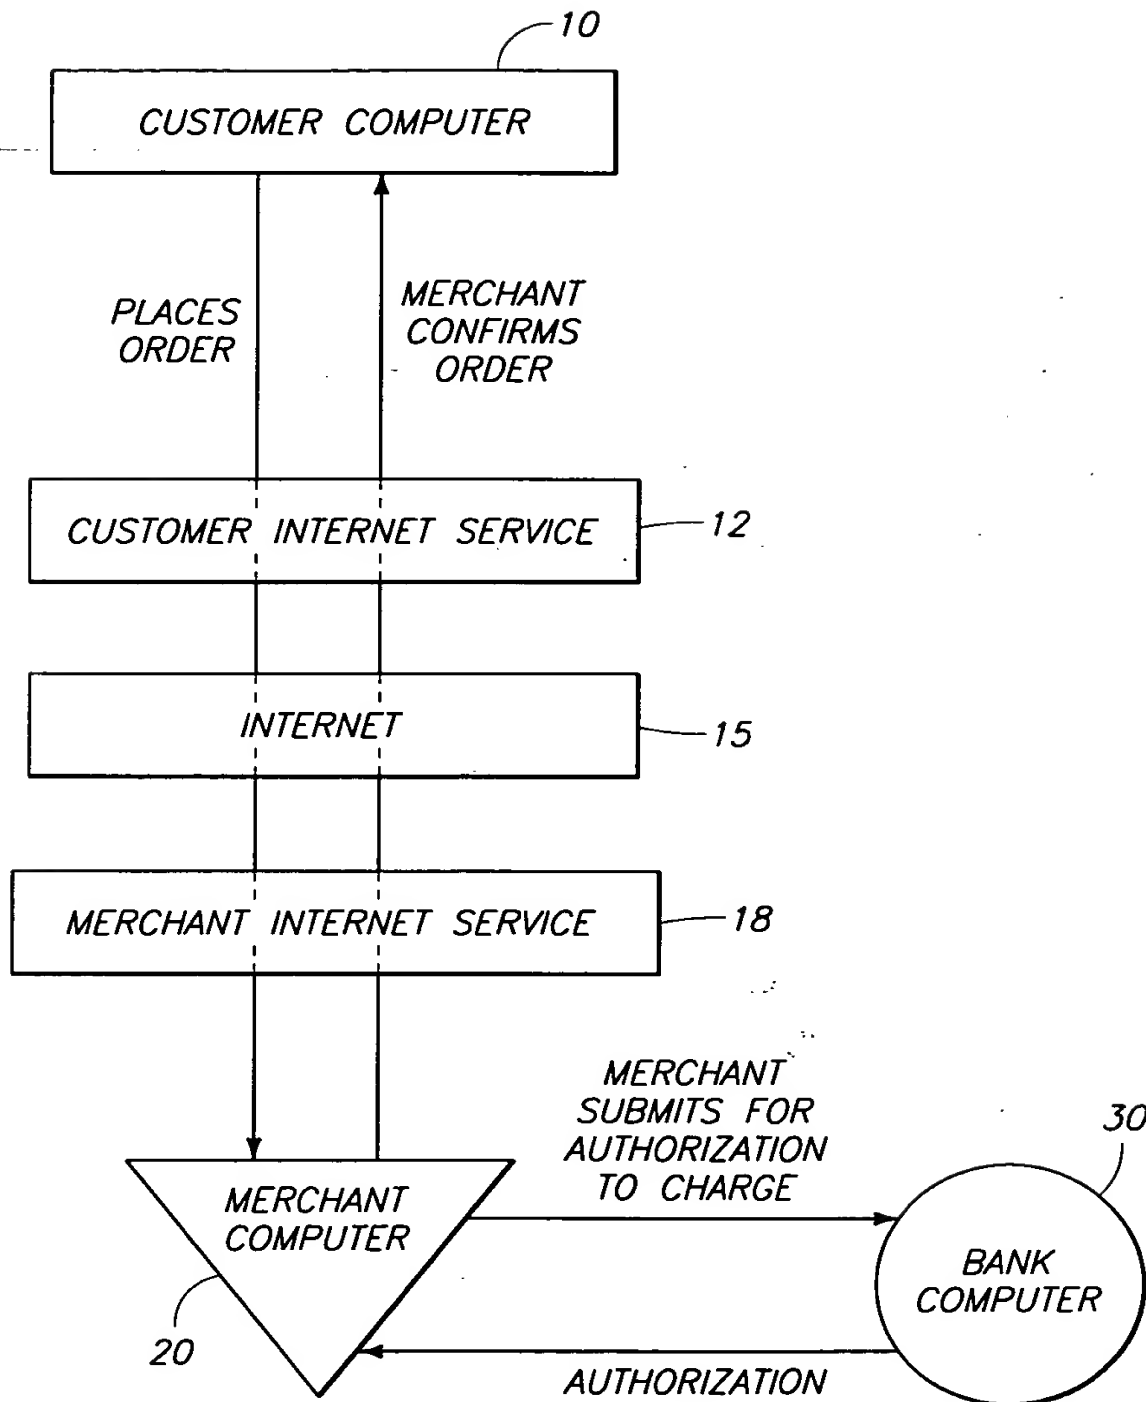 10
CUSTOMER COMPUTER
PLACES
ORDER
MERCHANT
CONFIRMS
ORDER
CUSTOMER INTERNET SERVICE
12
INTERNET
15
MERCHANT INTERNET SERVICE
18
MERCHANT
SUBMITS FOR
AUTHORIZATION
TO CHARGE
30
MERCHANT
COMPUTER
20
BANK
COMPUTER
AUTHORIZATION